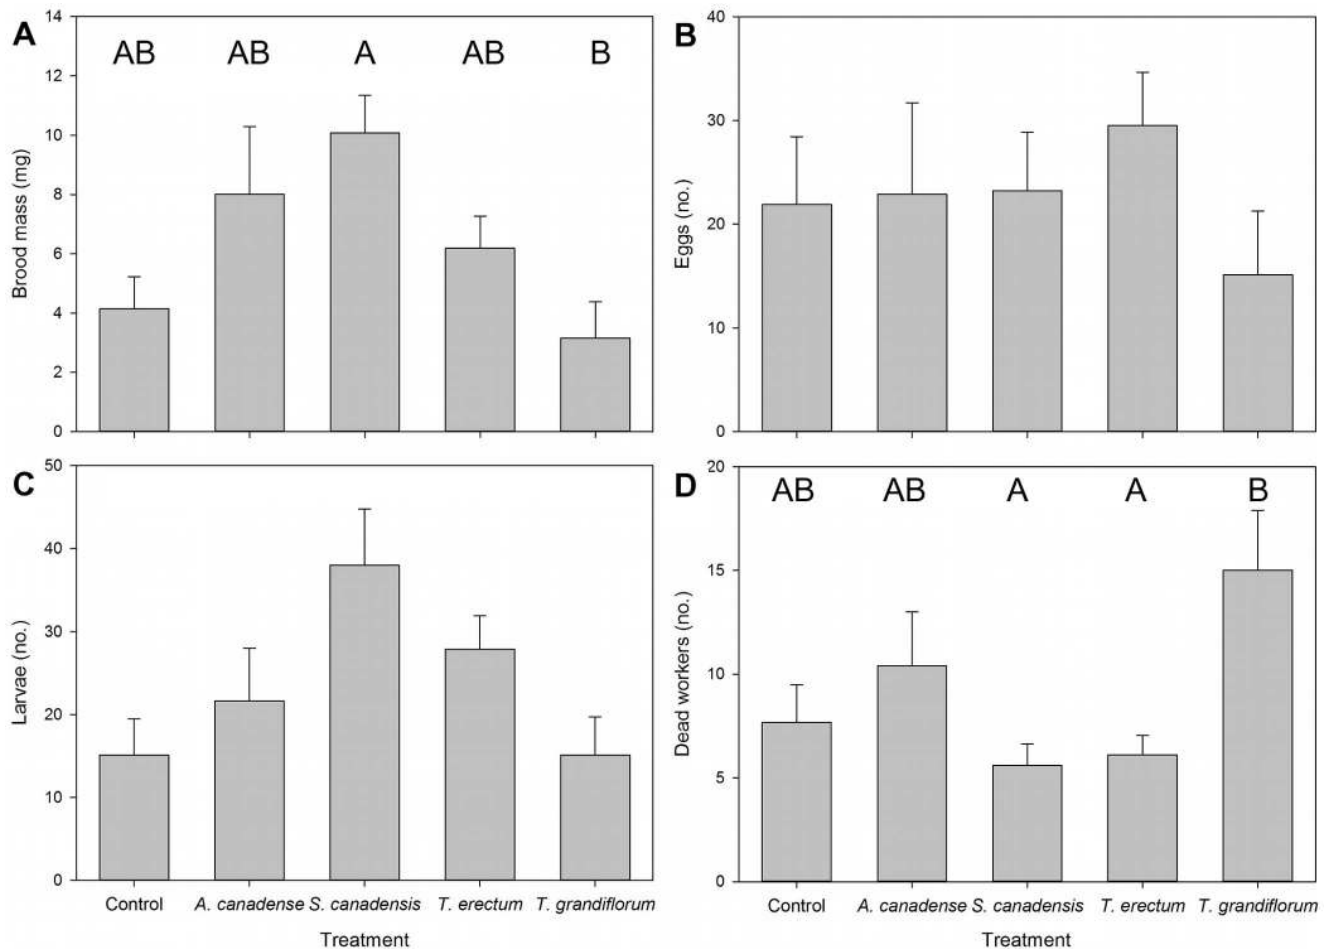 A
AB AB A AB B
14
12
10
8
6
4
2
0
Brood mass (mg)
B
40
30
20
10
0
Eggs (no.)
C
50
40
30
20
10
0
Larvae (no.)
Control A. canadense S. canadensis T. erectum T. grandiflorum
Treatment
D
AB AB A A B
20
15
10
5
0
Dead workers (no.)
Control A. canadense S. canadensis T. erectum T. grandiflorum
Treatment